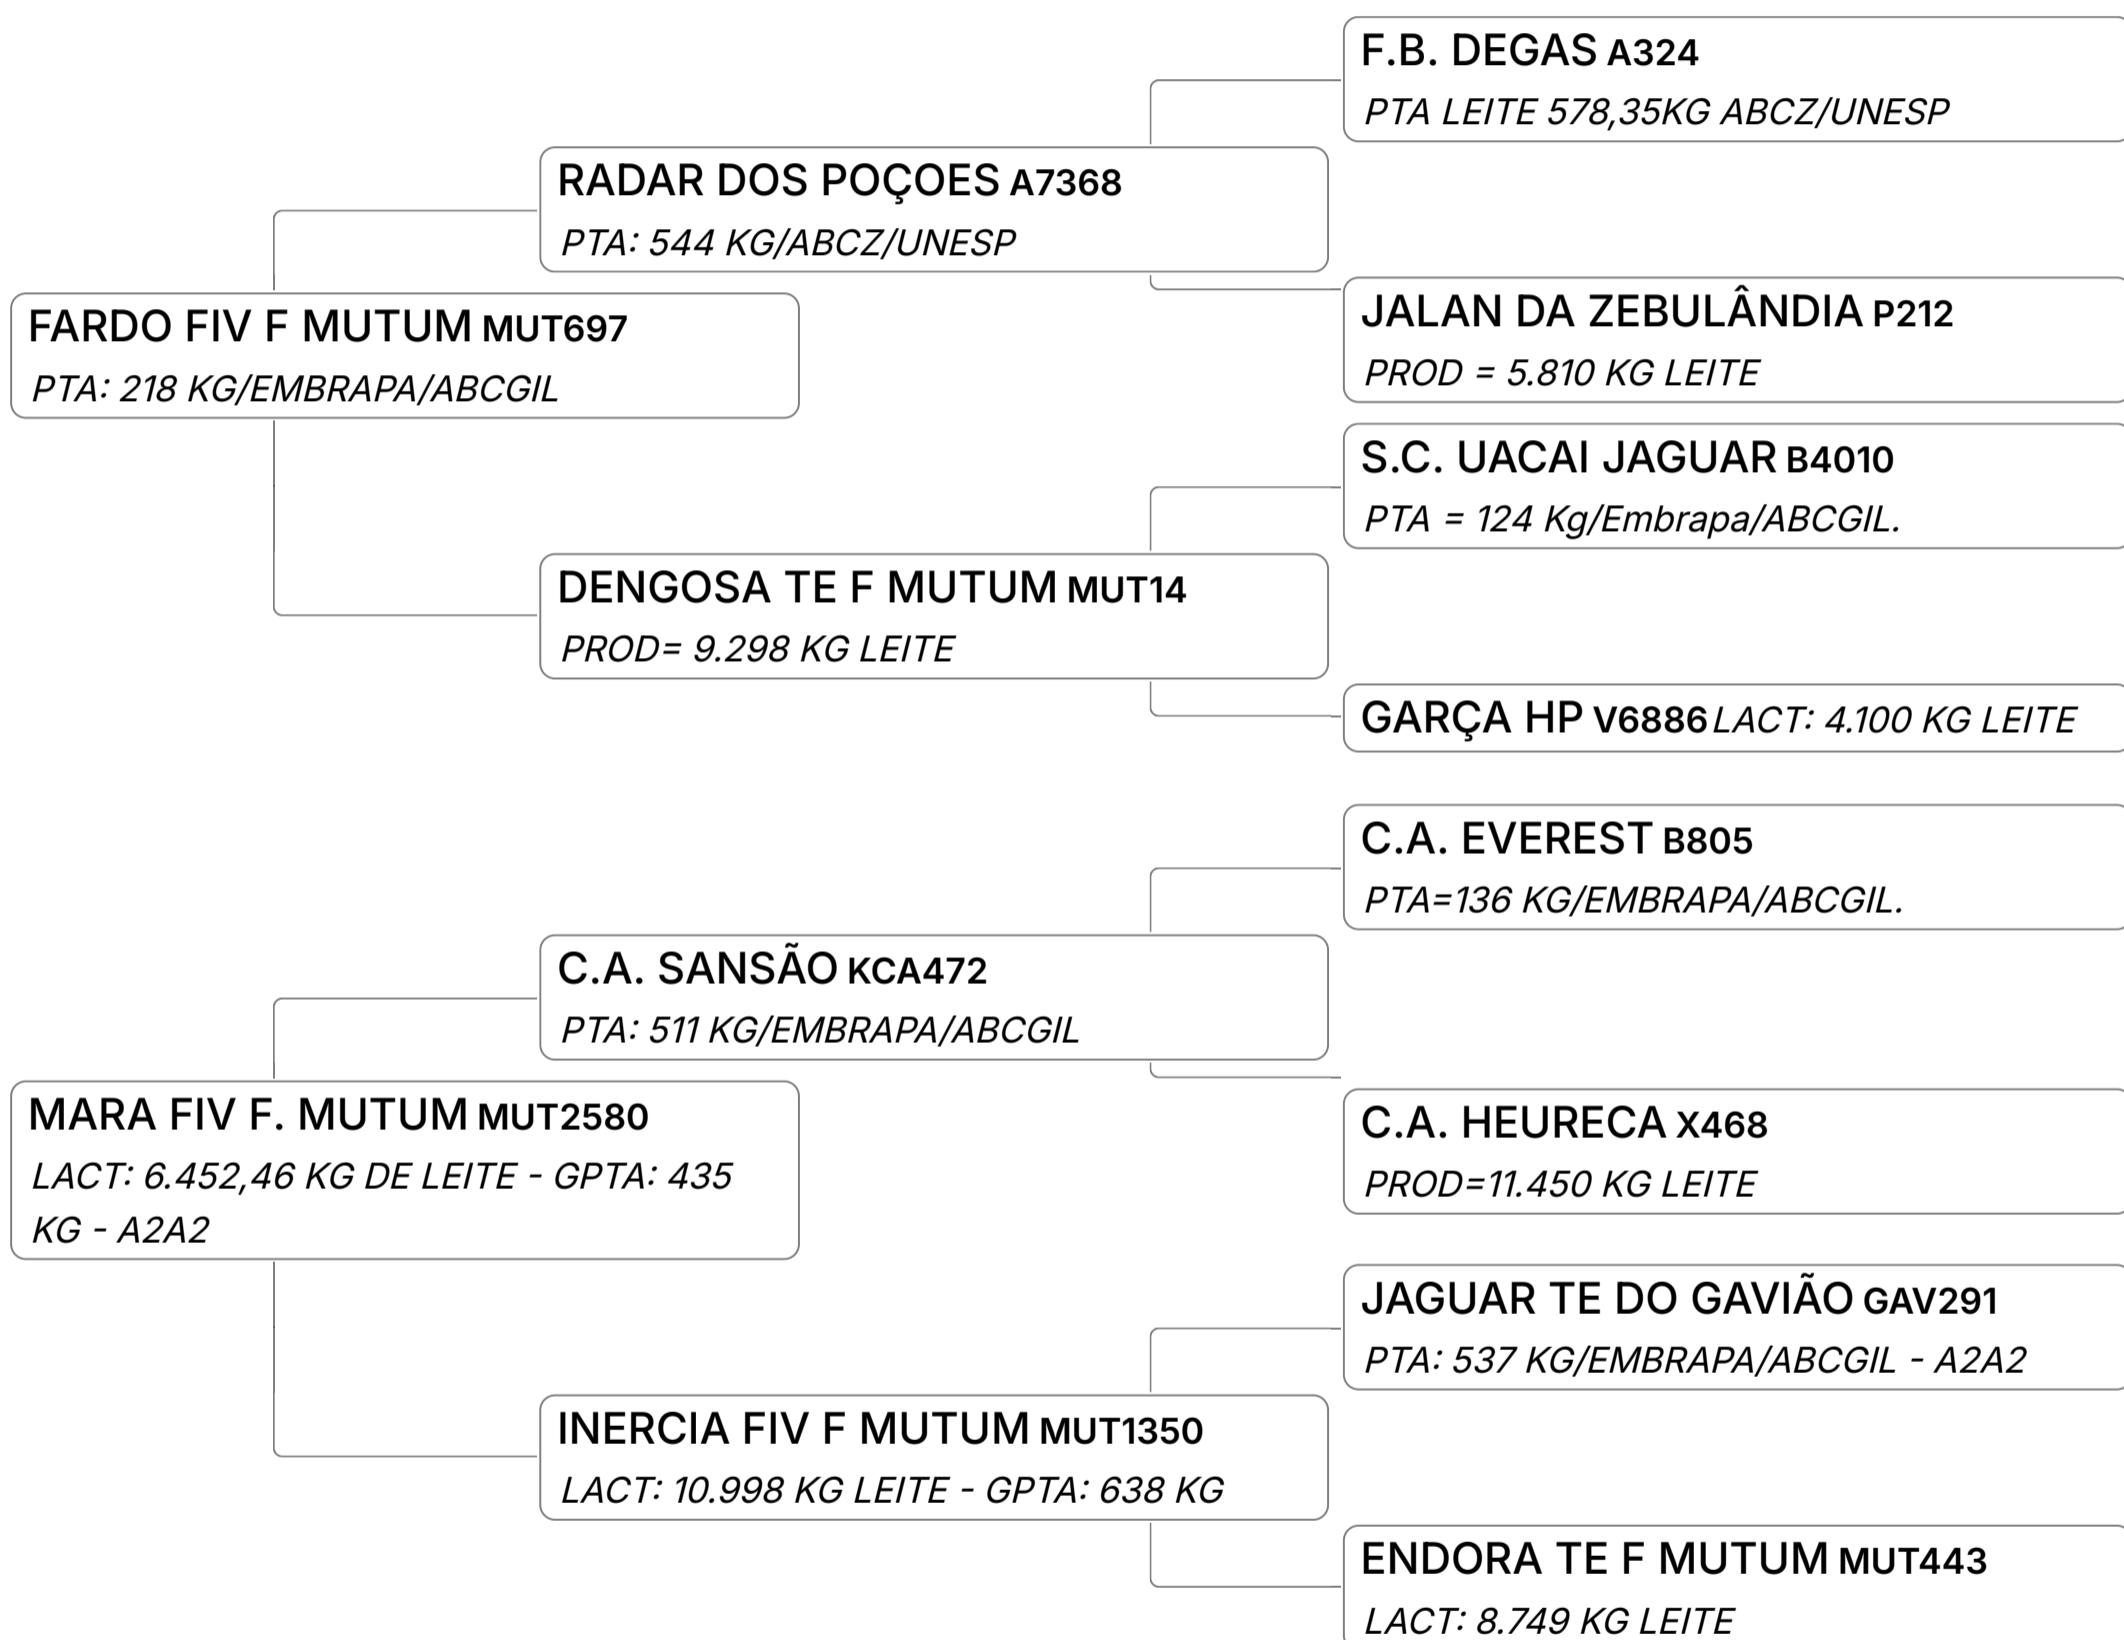 F.B. DEGAS A324
PTA LEITE 578,35KG ABCZ/UNESP
RADAR DOS POÇOES A7368
PTA: 544 KG/ABCZ/UNESP
JALAN DA ZEBULÂNDIA P212
PROD = 5.810 KG LEITE
FARDO FIV F MUTUM MUT697
PTA: 218 KG/EMBRAPA/ABCGIL
S.C. UACAI JAGUAR B4010
PTA = 124 Kg/Embrapa/ABCGIL.
DENGOSA TE F MUTUM MUT14
PROD= 9.298 KG LEITE
GARÇA HP V6886 LACT: 4.100 KG LEITE
C.A. EVEREST B805
PTA=136 KG/EMBRAPA/ABCGIL.
C.A. SANSÃO KCA472
PTA: 511 KG/EMBRAPA/ABCGIL
C.A. HEURECA X468
PROD=11.450 KG LEITE
MARA FIV F. MUTUM MUT2580
LACT: 6.452,46 KG DE LEITE - GPTA: 435
KG - A2A2
JAGUAR TE DO GAVIÃO GAV291
PTA: 537 KG/EMBRAPA/ABCGIL - A2A2
INERCIA FIV F MUTUM MUT1350
LACT: 10.998 KG LEITE - GPTA: 638 KG
ENDORA TE F MUTUM MUT443
LACT: 8.749 KG LEITE